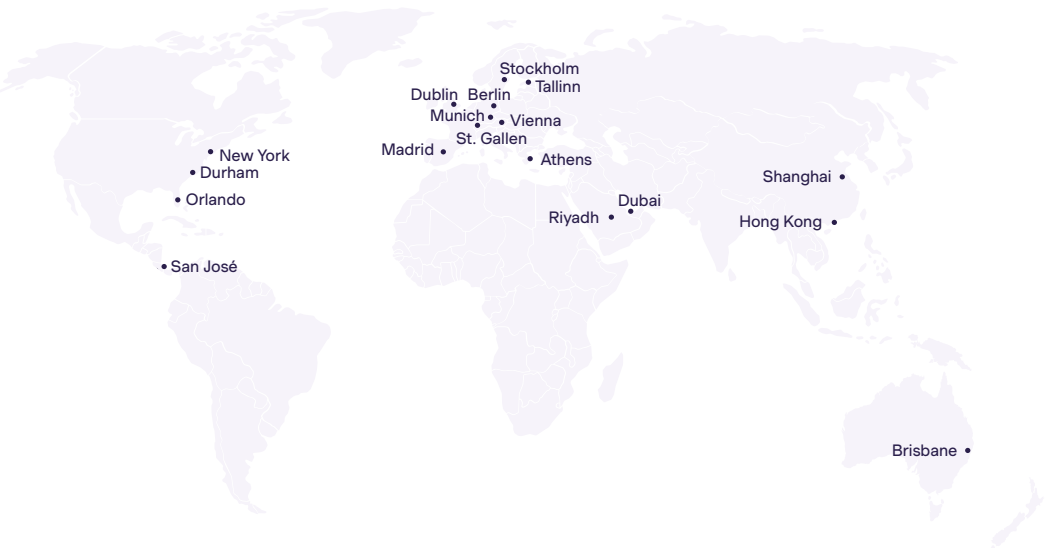 Stockholm
Tallinn
Dublin
Berlin
Munich
Vienna
St. Gallen
Madrid
New York
Athens
Durham
Shanghai
Orlando
Dubai
Riyadh
Hong Kong
San José
Brisbane